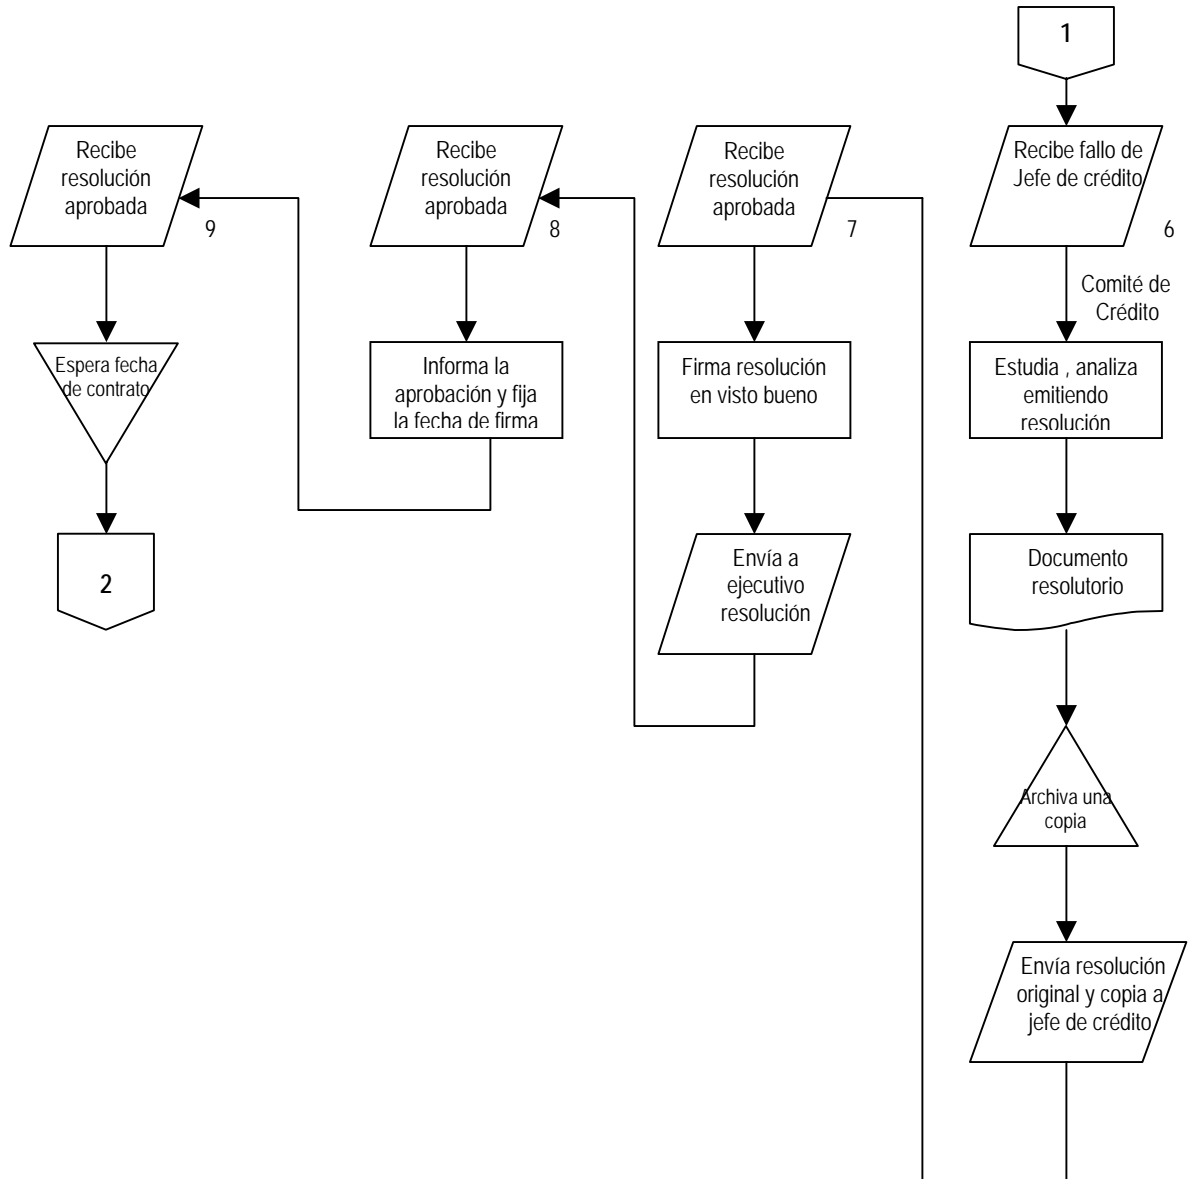 1
Recibe fallo de
Jefe de crédito
6
Comité de
Crédito
Estudia , analiza
emitiendo
resolución
Documento
resolutorio
Archiva una
copia
Envía resolución
original y copia a
jefe de crédito
Recibe
resolución
aprobada
7
Firma resolución
en visto bueno
Envía a
ejecutivo
resolución
Recibe
resolución
aprobada
8
Informa la
aprobación y fija
la fecha de firma
Recibe
resolución
aprobada
9
Espera fecha
de contrato
2